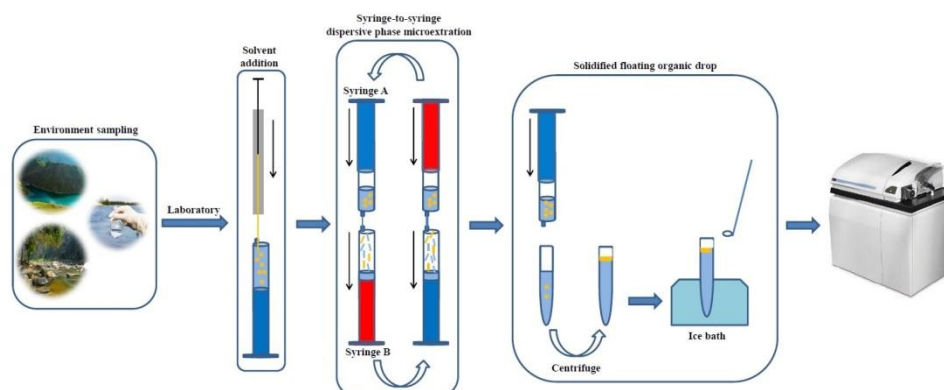 Syringe-to-syringe
dispersive phase microextration
Solvent
addition
Solidified floating organic drop
Syringe A
Environment sampling
Laboratory
Ice bath
Syringe B
Centrifuge